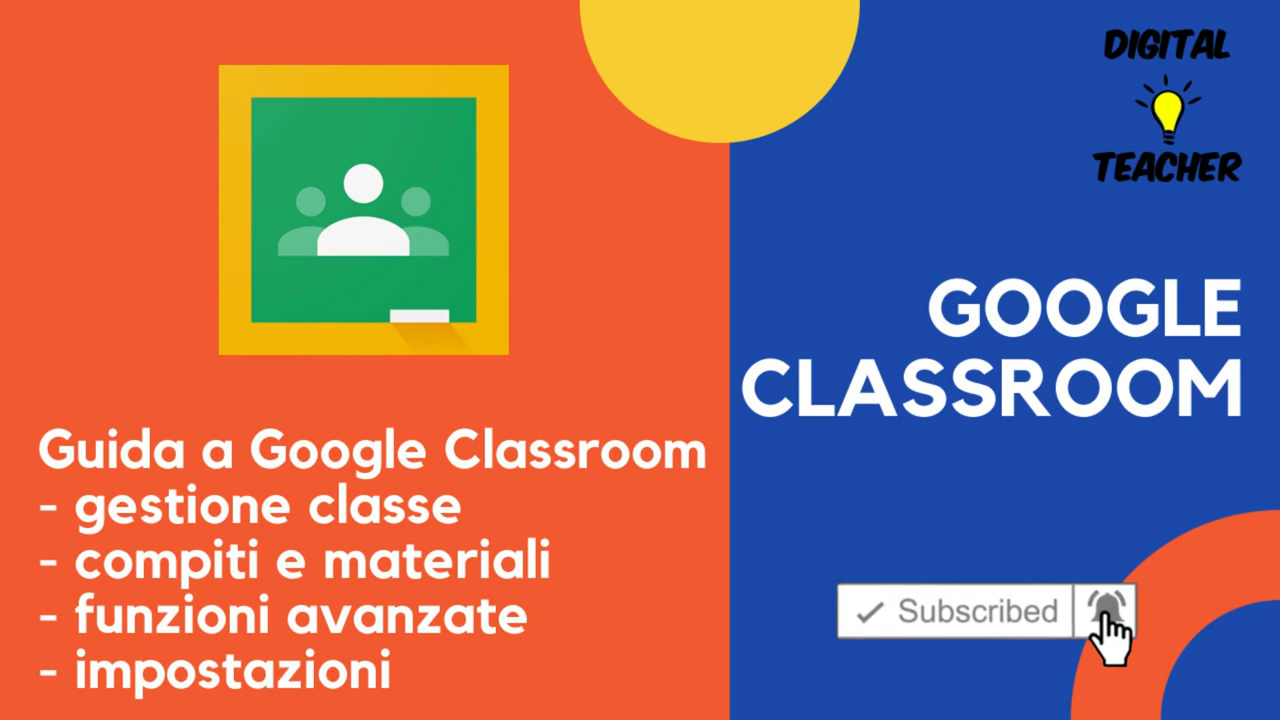 DIGITAL
TEACHER
GOOGLE
CLASSROOM
Guida a Google Classroom
- gestione classe
- compiti e materiali
- funzioni avanzate
- impostazioni
Subscribed